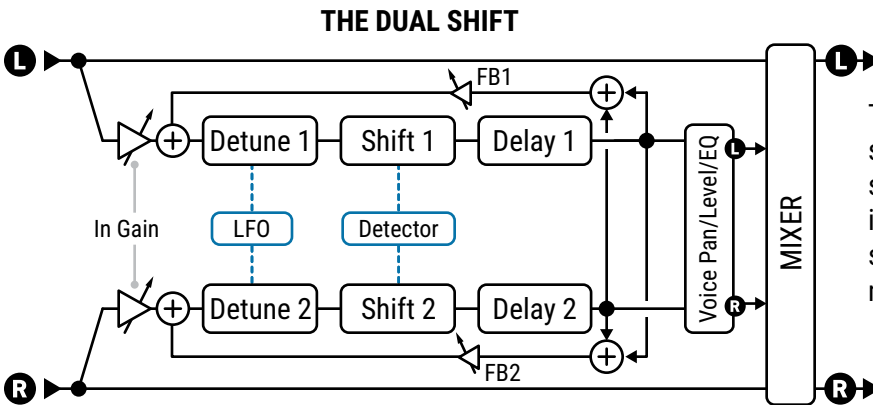 THE DUAL SHIFT
L
L
FB1
Detune 1
Shift 1
Delay 1
L
In Gain
LFO
Detector
Voice Pan/Level/EQ
MIXER
Detune 2
Shift 2
Delay 2
R
FB2
R
R